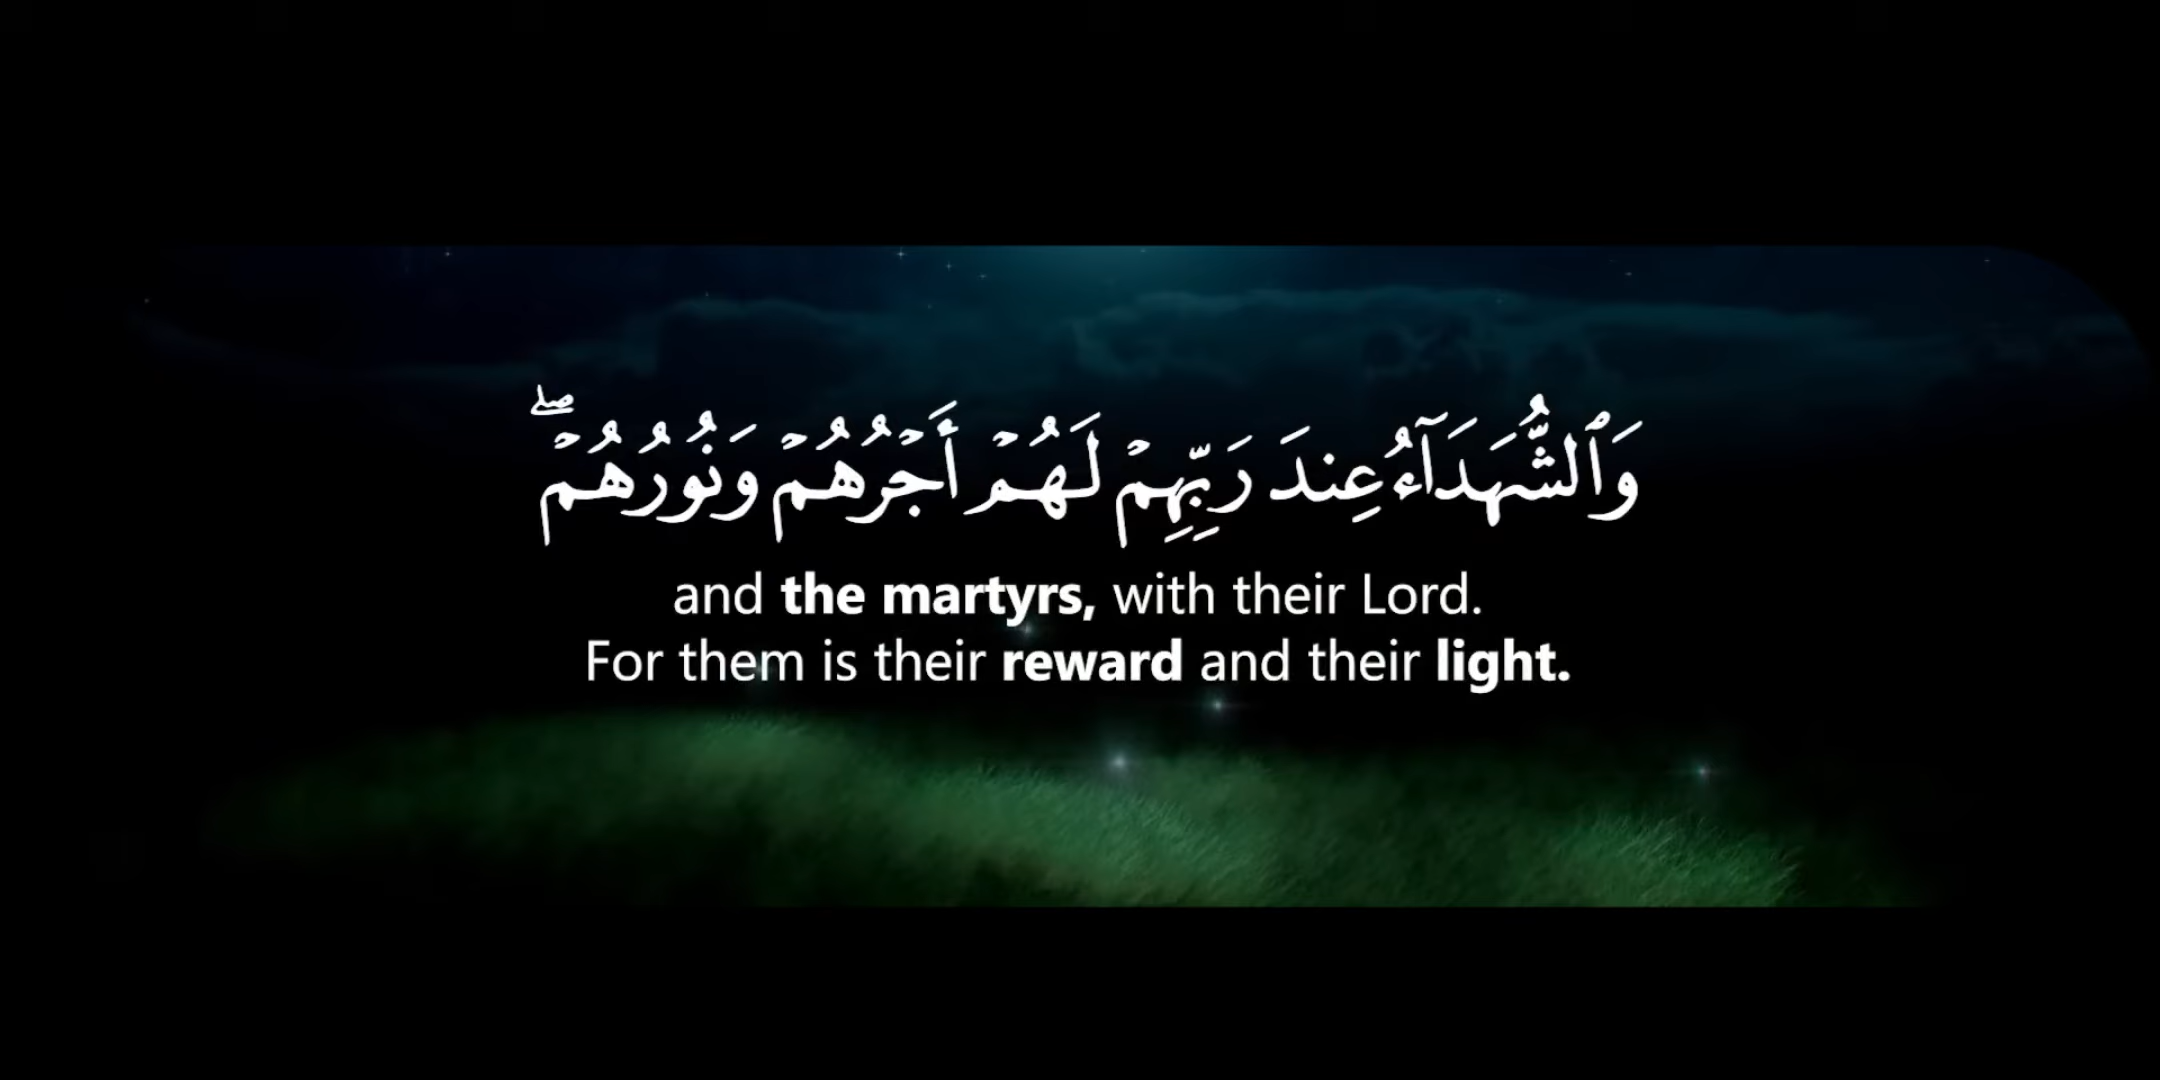 وَٱلشُّهَدَآءُ عِندَ رَبِّهِمۡ لَهُمۡ أَجۡرُهُمۡ وَنُورُهُمۡۖ
and the martyrs, with their Lord.
For them is their reward and their light.